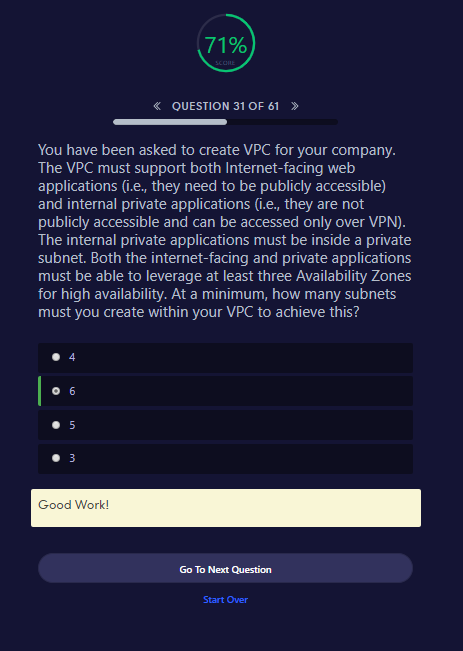 71%
SCORE
« QUESTION 31 OF 61 »
You have been asked to create VPC for your company.
The VPC must support both Internet-facing web
applications (i.e., they need to be publicly accessible)
and internal private applications (i.e., they are not
publicly accessible and can be accessed only over VPN).
The internal private applications must be inside a private
subnet. Both the internet-facing and private applications
must be able to leverage at least three Availability Zones
for high availability. At a minimum, how many subnets
must you create within your VPC to achieve this?
4
6
5
3
Good Work!
Go To Next Question
Start Over